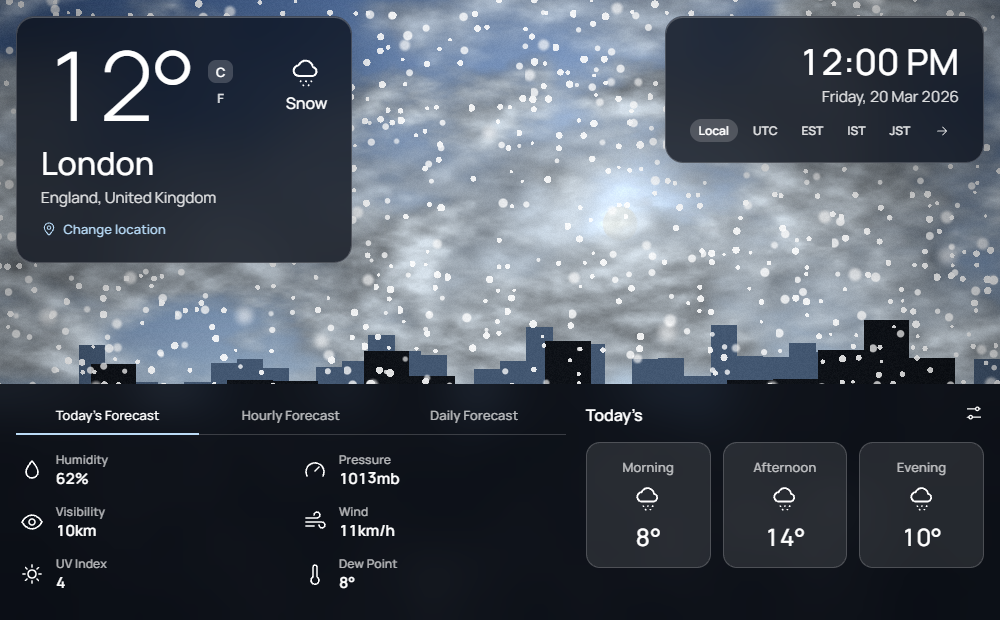 12°
C
F
Snow
London
England, United Kingdom
Change location
12:00 PM
Friday, 20 Mar 2026
Local UTC EST IST JST
Today's Forecast Hourly Forecast Daily Forecast
Humidity
62%
Pressure
1013mb
Visibility
10km
Wind
11km/h
UV Index
4
Dew Point
8°
Today's
Morning
8°
Afternoon
14°
Evening
10°